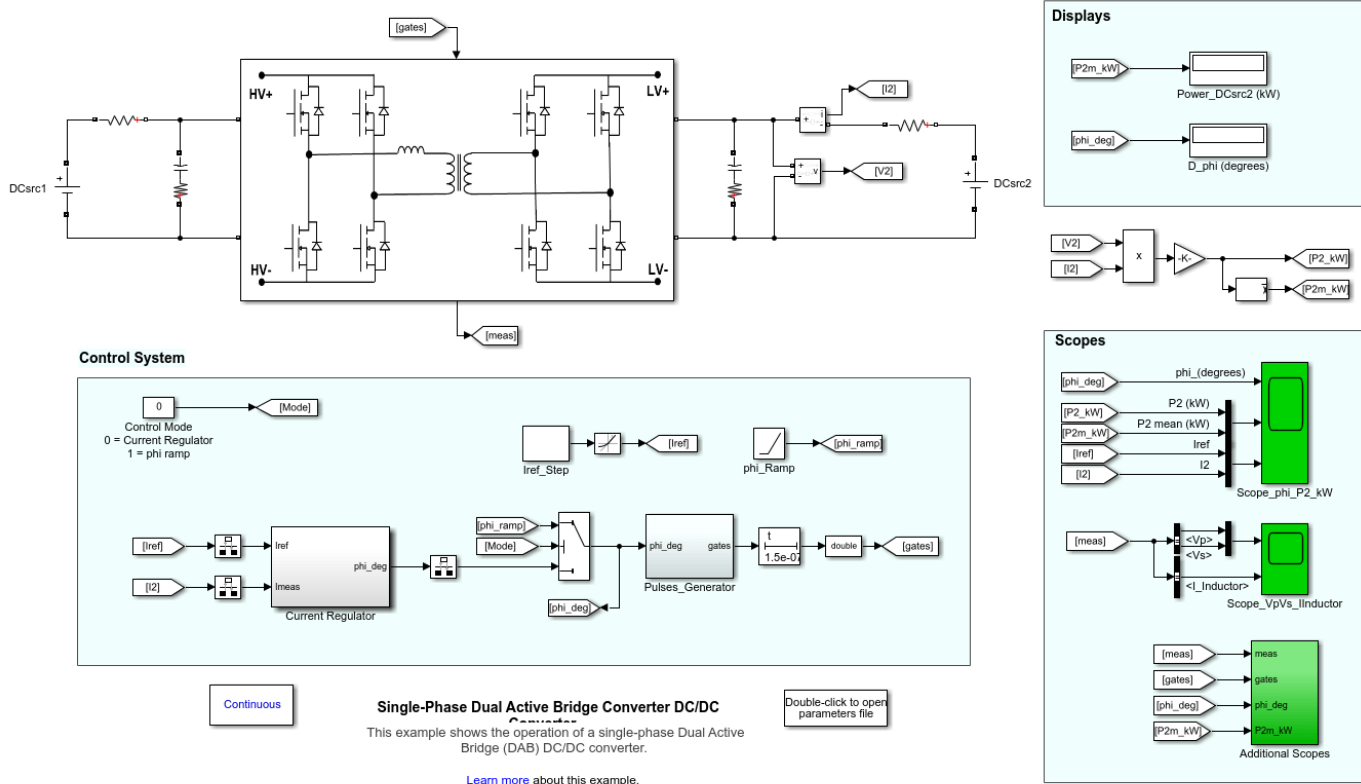 [gates]
HV+
LV+
HV-
LV-
DCsrc1
+
[I2]
+
i
-
+
-
v
[V2]
+
DCsrc2
[meas]
Displays
[P2m_kW]
Power_DCsrc2 (kW)
[phi_deg]
D_phi (degrees)
[V2]
[I2]
x
-K-
[P2_kW]
[P2m_kW]
Control System
0
[Mode]
Control Mode
0 = Current Regulator
1 = phi ramp
Iref_Step
[Iref]
phi_Ramp
[phi_ramp]
[Iref]
[I2]
Iref
Imeas
phi_deg
Current Regulator
[phi_ramp]
[Mode]
[phi_deg]
phi_deg
gates
Pulses_Generator
t
1.5e-07
double
[gates]
Scopes
[phi_deg]
phi_(degrees)
[P2_kW]
P2 (kW)
[P2m_kW]
P2 mean (kW)
[Iref]
Iref
[I2]
I2
Scope_phi_P2_kW
[meas]
<Vp>
<Vs>
<I_Inductor>
Scope_VpVs_IInductor
[meas]
meas
[gates]
gates
[phi_deg]
phi_deg
[P2m_kW]
P2m_kW
Additional Scopes
Continuous
Single-Phase Dual Active Bridge Converter DC/DC
Converter
This example shows the operation of a single-phase Dual Active
Bridge (DAB) DC/DC converter.
Learn more about this example.
Double-click to open
parameters file